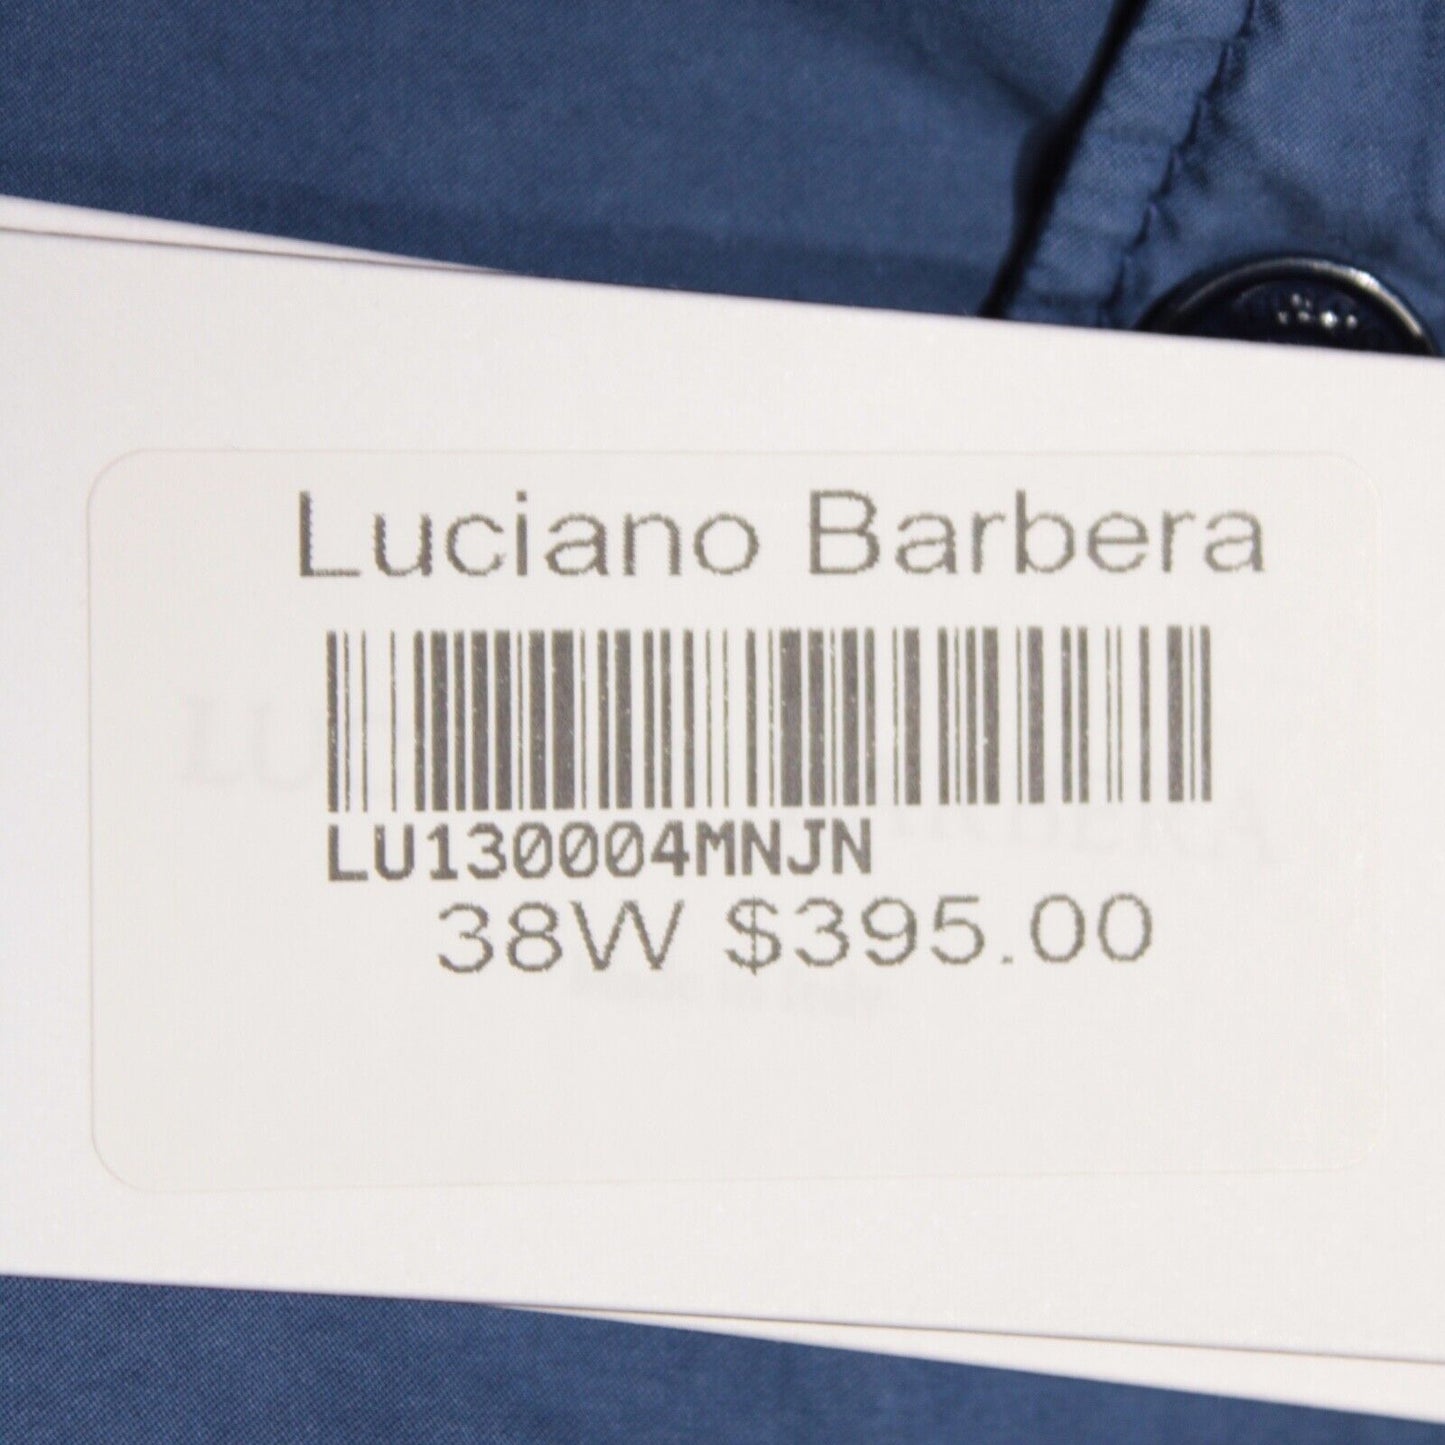 Luciano Barbera
LU130004MNJN
38W $395.00